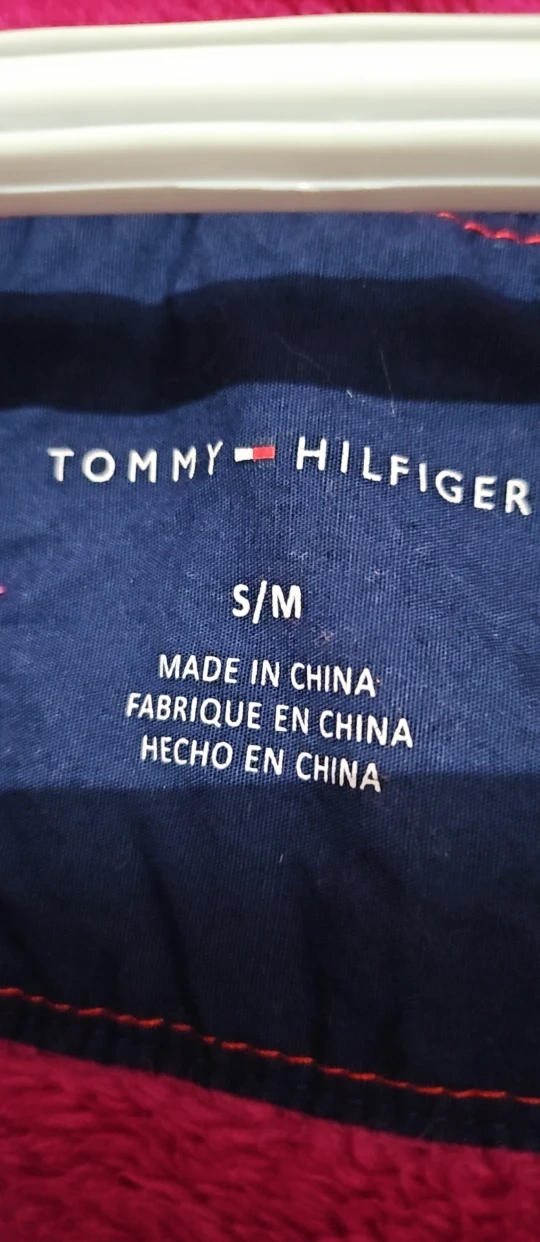 TOMMY HILFIGER
S/M
MADE IN CHINA
FABRIQUE EN CHINA
HECHO EN CHINA